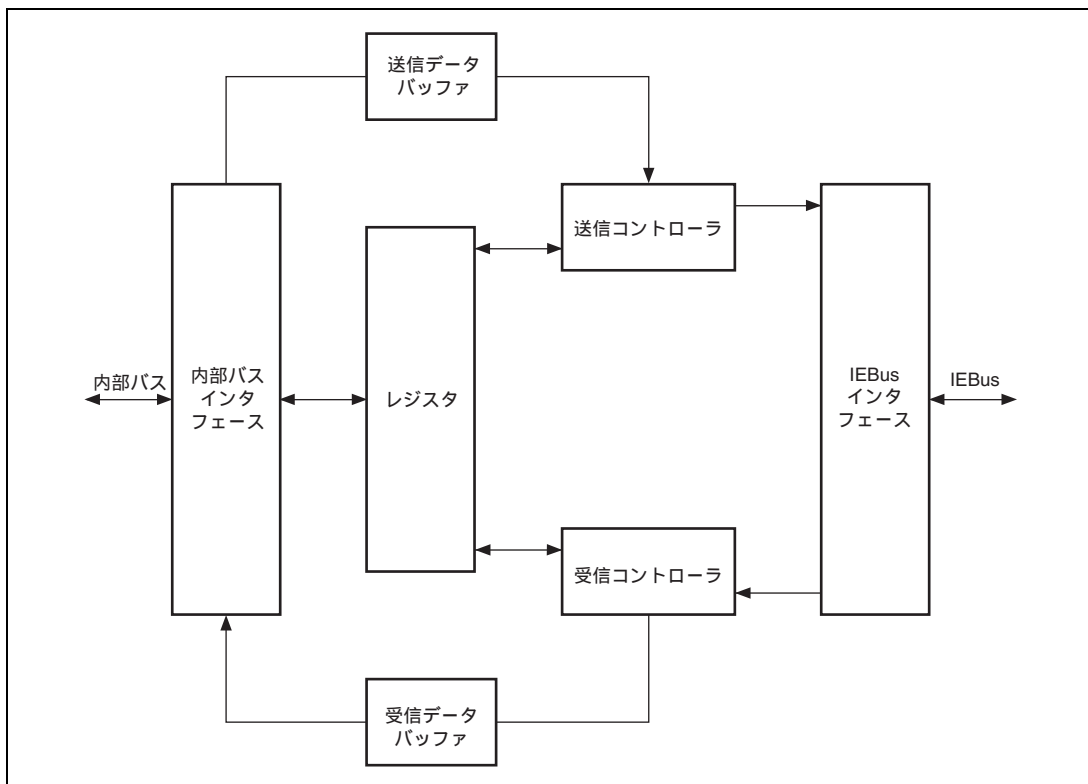 送信データ
バッファ
送信コントローラ
内部バス
内部バス
インタ
フェース
レジスタ
IEBus
インタ
フェース
IEBus
受信コントローラ
受信データ
バッファ